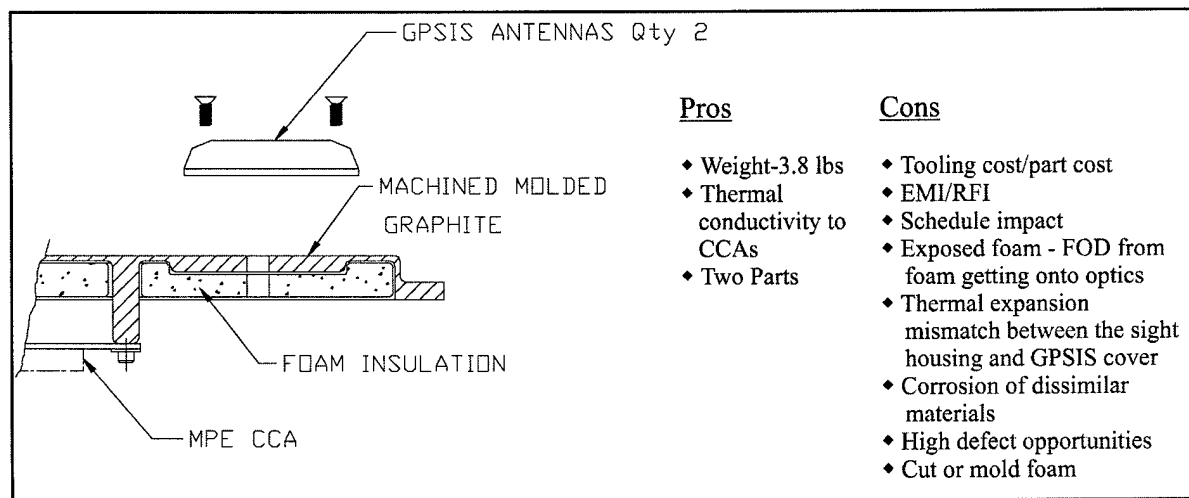 GPSIS ANTENNAS Qty 2
MACHINED MOLDED
GRAPHITE
FOAM INSULATION
MPE CCA
Pros
◆ Weight-3.8 lbs
◆ Thermal
conductivity to
CCAs
◆ Two Parts
Cons
◆ Tooling cost/part cost
◆ EMI/RFI
◆ Schedule impact
◆ Exposed foam - FOD from
foam getting onto optics
◆ Thermal expansion
mismatch between the sight
housing and GPSIS cover
◆ Corrosion of dissimilar
materials
◆ High defect opportunities
◆ Cut or mold foam